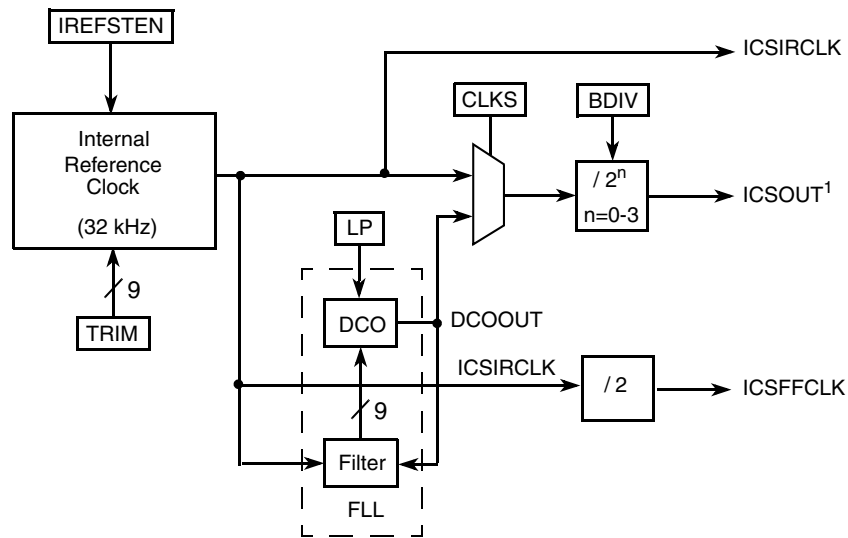 IREFSTEN
ICSIRCLK
CLKS
BDIV
Internal
Reference
Clock
(32 kHz)
/ 2ⁿ
n=0-3
ICSOUT¹
LP
9
TRIM
DCO
DCOOUT
ICSIRCLK
/ 2
ICSFFCLK
9
Filter
FLL